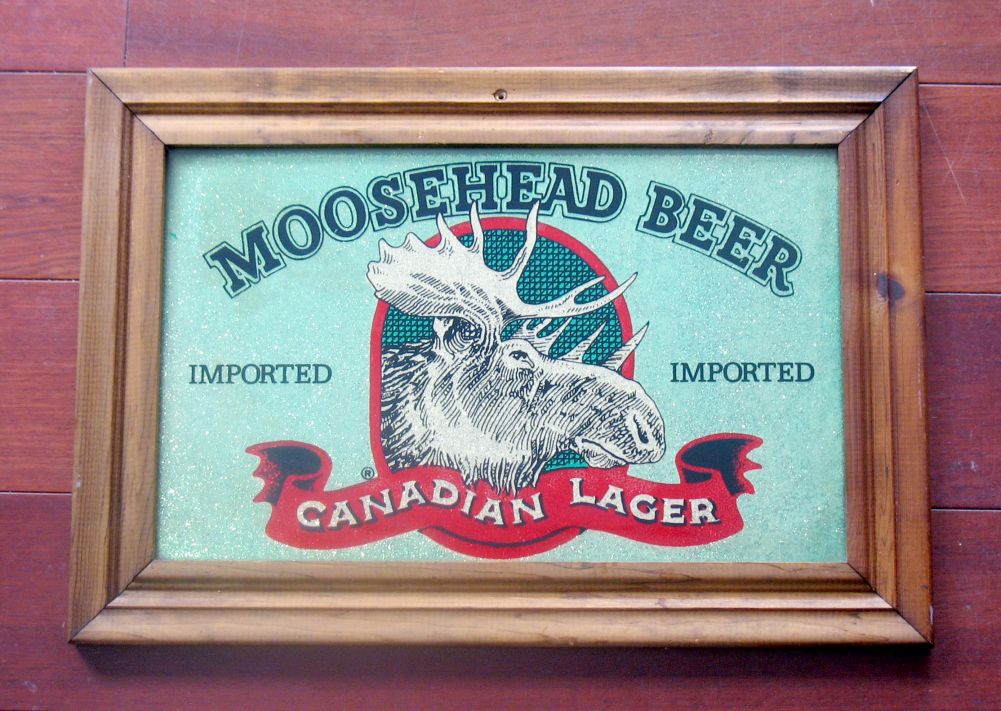 MOOSEHEAD BEER
IMPORTED
IMPORTED
®
CANADIAN LAGER